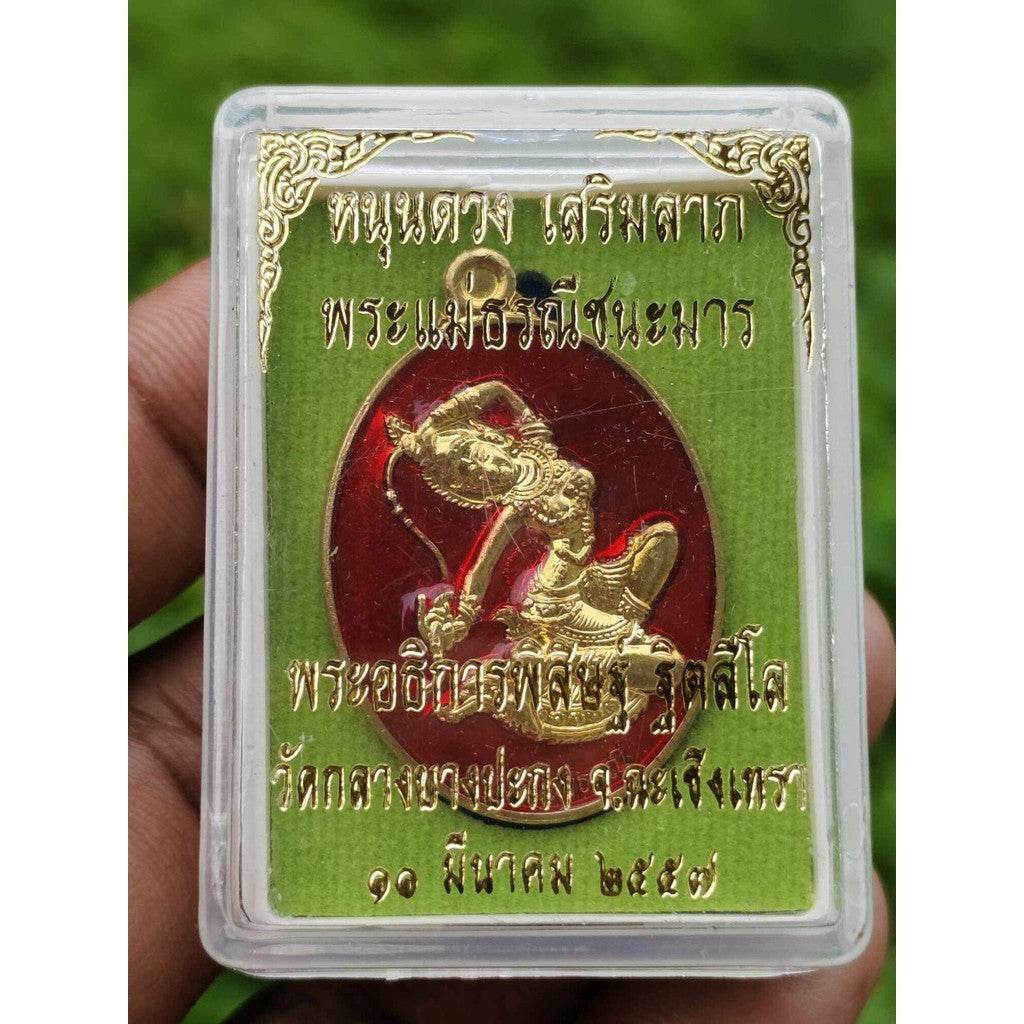 หนุนดวง เสริมลาภ
พระแม่ธรณีชนะมาร
พระอธิการพิสิษฐ์ ฐิตสีโล
วัดกลางบางปะกง จ.ฉะเชิงเทรา
๑๑ มีนาคม ๒๕๕๗